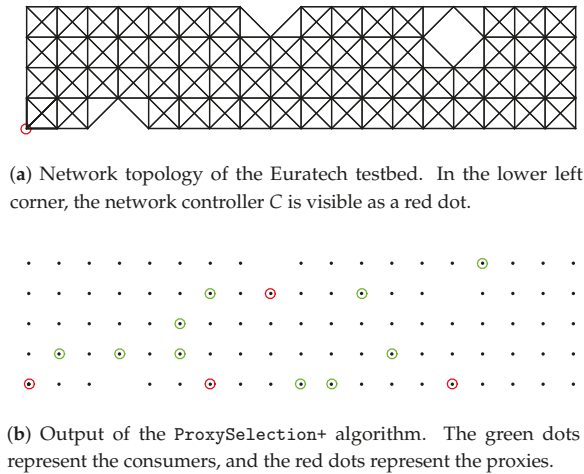 (a) Network topology of the Euratech testbed. In the lower left
corner, the network controller C is visible as a red dot.
(b) Output of the ProxySelection+ algorithm. The green dots
represent the consumers, and the red dots represent the proxies.